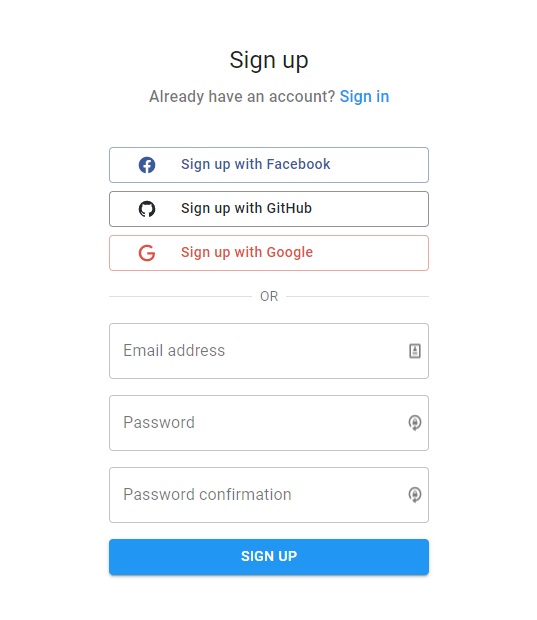 Sign up
Already have an account? Sign in
Sign up with Facebook
Sign up with GitHub
Sign up with Google
OR
Email address
Password
Password confirmation
SIGN UP